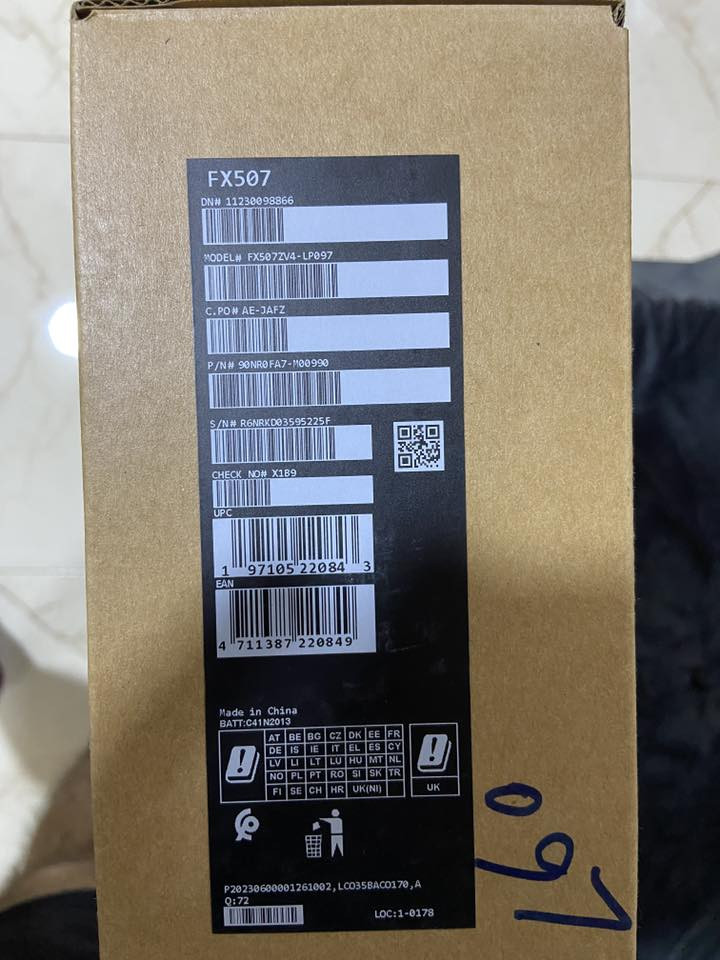 FX507
DN# 11230098866
MODEL# FX507ZV4-LP097
C.PO# AE-JAFZ
P/N# 90NR0FA7-M00990
S/N# R6NRKD03595225F
CHECK NO# X1B9
UPC
1 97105 22084 3
EAN
4 711387 220849
Made in China
BATT:C41N2013
AT BE BG CZ DK EE FR
DE IS IE IT EL ES CY
LV LI LT LU HU MT NL
NO PL PT RO SI SK TR
FI SE CH HR UK(NI)
UK
P20230600001261002,LCO35BACO170,A
Q:72
LOC:1-0178